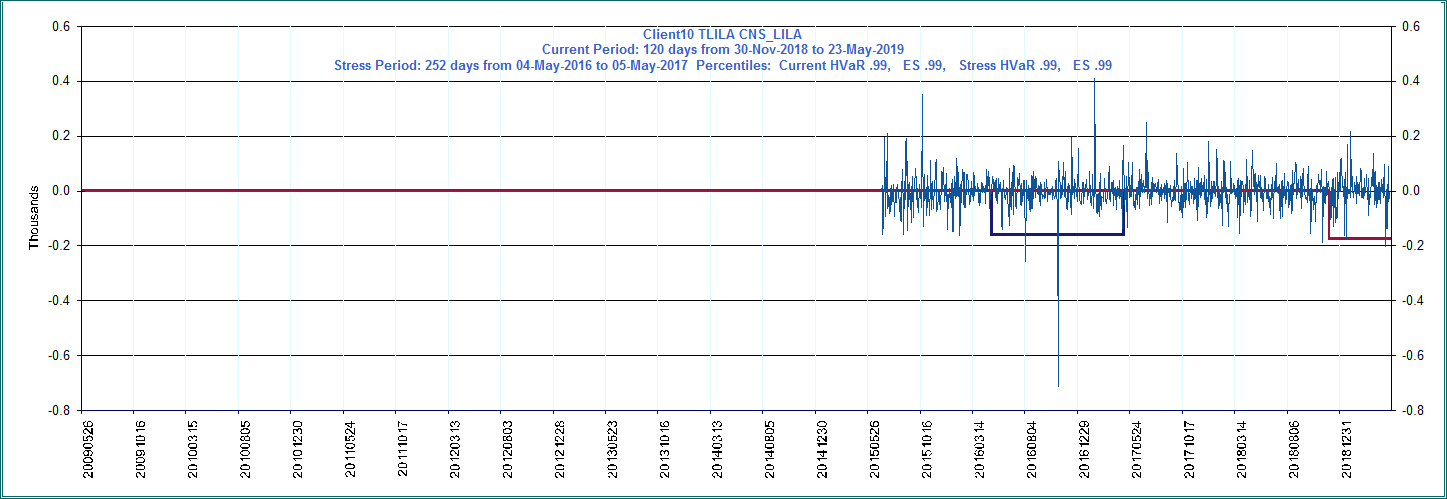 Client10 TLILA CNS_LILA
Current Period: 120 days from 30-Nov-2018 to 23-May-2019
Stress Period: 252 days from 04-May-2016 to 05-May-2017 Percentiles: Current HVaR .99, ES .99, Stress HVaR .99, ES .99
0.6 0.6
0.4 0.4
0.2 0.2
0.0 0.0
-0.2 -0.2
-0.4 -0.4
-0.6 -0.6
-0.8 -0.8
Thousands
20090526 20091016 20100315 20100805 20101230 20110524 20111017 20120313 20120803 20121228 20130523 20131016 20140313 20140805 20141230 20150526 20151016 20160314 20160804 20161229 20170524 20171017 20180314 20180806 20181231